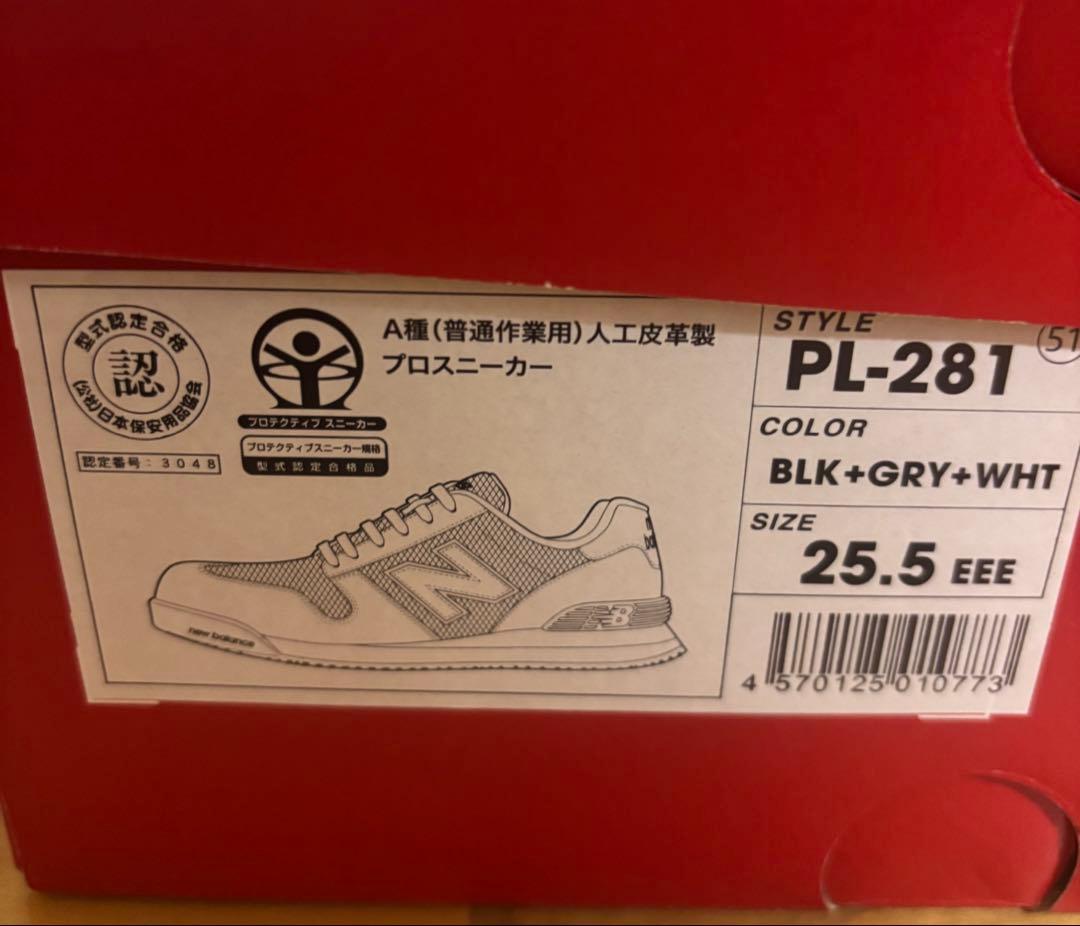 型式認定合格
認
(公社)日本保安用品協会
認定番号：3048
プロテクティブ スニーカー
プロテクティブスニーカー規格
型式認定合格品
A種(普通作業用)人工皮革製
プロスニーカー
N
new balance
STYLE
51
PL-281
COLOR
BLK+GRY+WHT
SIZE
25.5 EEE
4 570125 010773